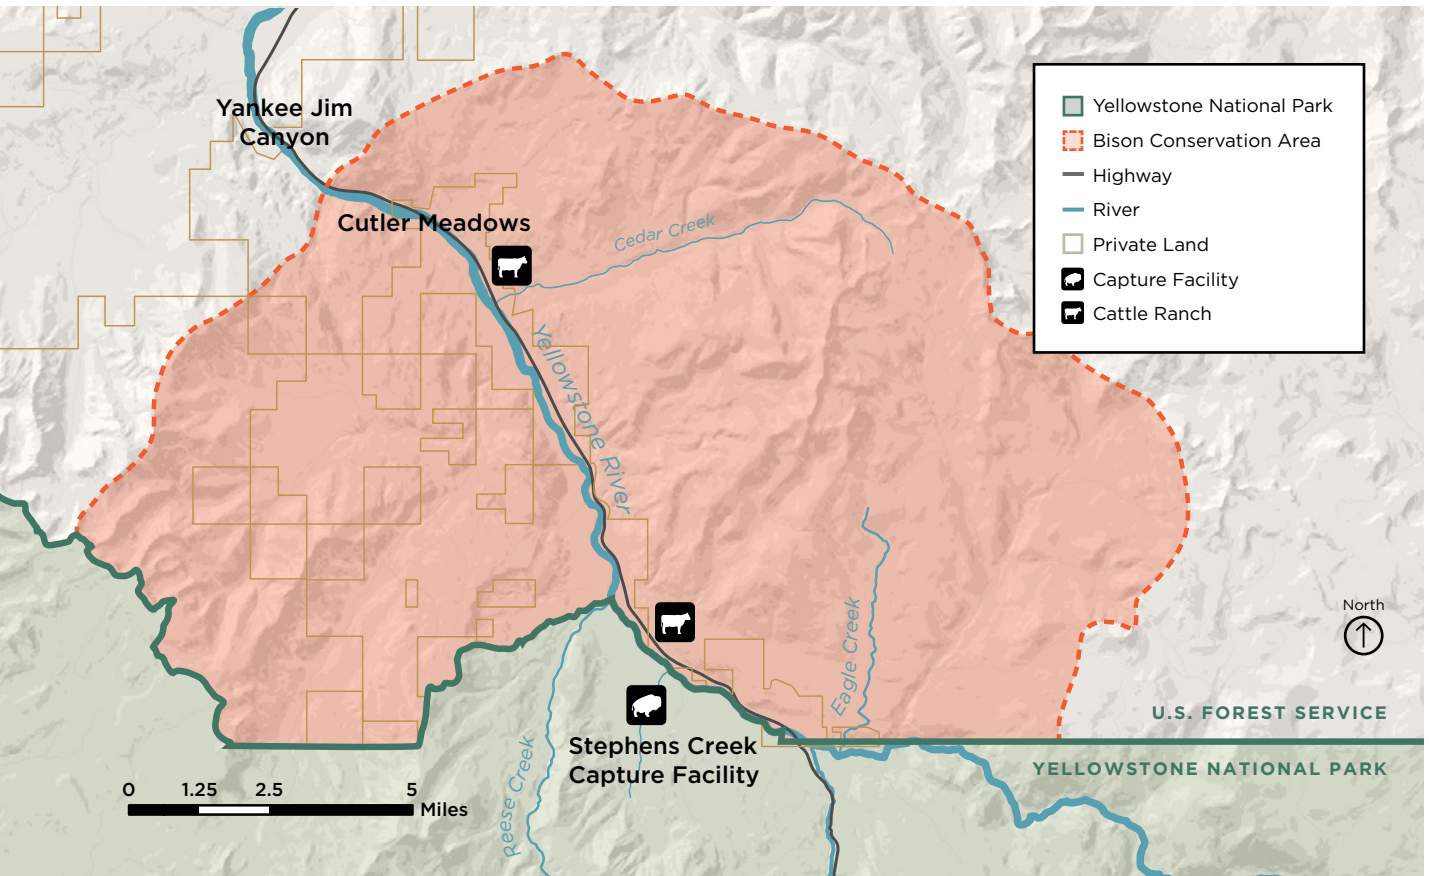 Yankee Jim
Canyon
Cutler Meadows
Cedar Creek
Yellowstone River
Eagle Creek
Reese Creek
Stephens Creek
Capture Facility
Yellowstone National Park
Bison Conservation Area
Highway
River
Private Land
Capture Facility
Cattle Ranch
North
U.S. FOREST SERVICE
YELLOWSTONE NATIONAL PARK
0 1.25 2.5 5
Miles